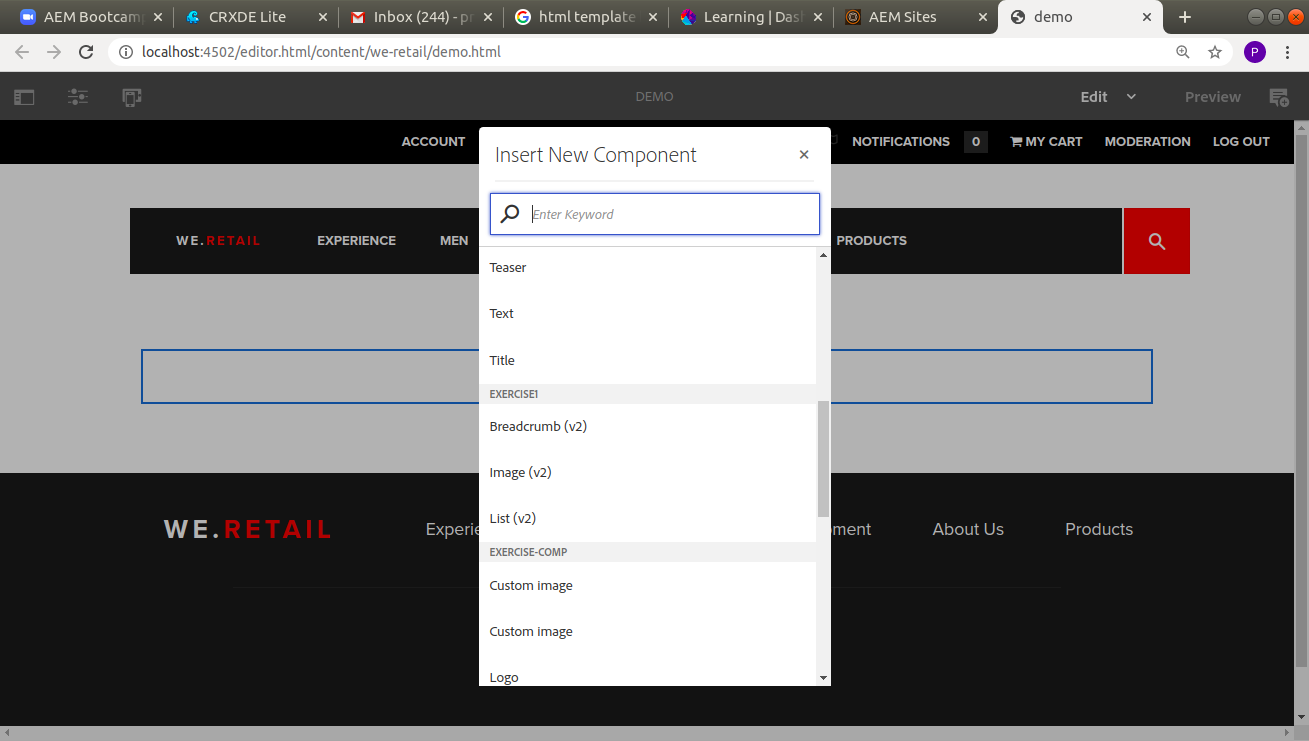 AEM Bootcamp
CRXDE Lite
Inbox (244) - pr
html template
Learning | Dash
AEM Sites
demo
localhost:4502/editor.html/content/we-retail/demo.html
P
DEMO
Edit
Preview
ACCOUNT
NOTIFICATIONS
0
MY CART
MODERATION
LOG OUT
Insert New Component
Enter Keyword
WE.RETAIL
EXPERIENCE
MEN
PRODUCTS
Teaser
Text
Title
EXERCISE1
Breadcrumb (v2)
Image (v2)
List (v2)
EXERCISE-COMP
Custom image
Custom image
Logo
WE.RETAIL
Experie
ment
About Us
Products